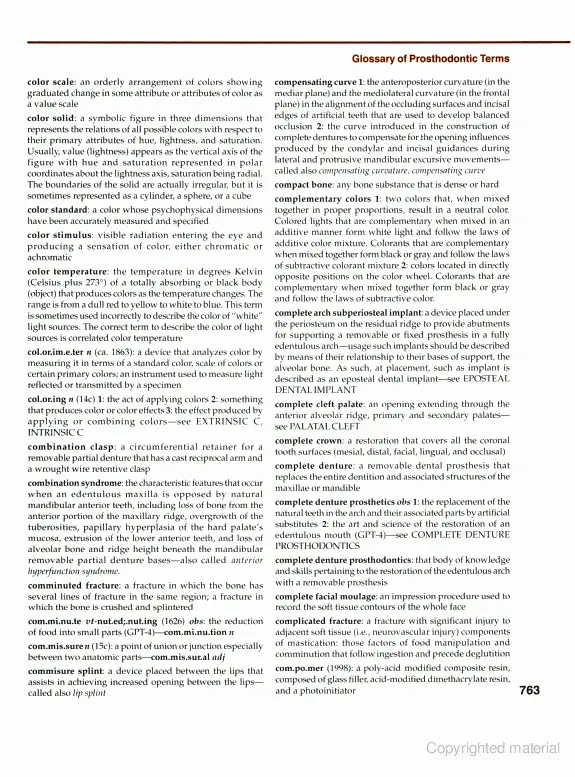 Glossary of Prosthodontic Terms
color scale: an orderly arrangement of colors showing
graduated change in some attribute or attributes of color as
a value scale
color solid: a symbolic figure in three dimensions that
represents the relations of all possible colors with respect to
their primary attributes of hue, lightness, and saturation.
Usually, value (lightness) appears as the vertical axis of the
figure with hue and saturation represented in polar
coordinates about the lightness axis, saturation being radial.
The boundaries of the solid are actually irregular, but it is
sometimes represented as a cylinder, a sphere, or a cube
color standard: a color whose psychophysical dimensions
have been accurately measured and specified
color stimulus: visible radiation entering the eye and
producing a sensation of color, either chromatic or
achromatic
color temperature: the temperature in degrees Kelvin
(Celsius plus 273°) of a totally absorbing or black body
(object) that produces colors as the temperature changes. The
range is from a dull red to yellow to white to blue. This term
is sometimes used incorrectly to describe the color of "white"
light sources. The correct term to describe the color of light
sources is correlated color temperature
col.or.im.e.ter n (ca. 1863): a device that analyzes color by
measuring it in terms of a standard color, scale of colors or
certain primary colors; an instrument used to measure light
reflected or transmitted by a specimen
col.or.ing n (14c) 1: the act of applying colors 2: something
that produces color or color effects 3: the effect produced by
applying or combining colors—see EXTRINSIC C,
INTRINSIC C
combination clasp: a circumferential retainer for a
removable partial denture that has a cast reciprocal arm and
a wrought wire retentive clasp
combination syndrome: the characteristic features that occur
when an edentulous maxilla is opposed by natural
mandibular anterior teeth, including loss of bone from the
anterior portion of the maxillary ridge, overgrowth of the
tuberosities, papillary hyperplasia of the hard palate's
mucosa, extrusion of the lower anterior teeth, and loss of
alveolar bone and ridge height beneath the mandibular
removable partial denture bases—also called anterior
hyperfunction syndrome.
comminuted fracture: a fracture in which the bone has
several lines of fracture in the same region; a fracture in
which the bone is crushed and splintered
com.mi.nu.te vt-nut.ed;.nut.ing (1626) obs: the reduction
of food into small parts (GPT-4)—com.mi.nu.tion n
com.mis.sure n (15c): a point of union or junction especially
between two anatomic parts—com.mis.sur.al adj
commisure splint: a device placed between the lips that
assists in achieving increased opening between the lips—
called also lip splint
compensating curve 1: the anteroposterior curvature (in the
mediar plane) and the mediolateral curvature (in the frontal
plane) in the alignment of the occluding surfaces and incisal
edges of artificial teeth that are used to develop balanced
occlusion 2: the curve introduced in the construction of
complete dentures to compensate for the opening influences
produced by the condylar and incisal guidances during
lateral and protrusive mandibular excursive movements—
called also compensating curvature, compensating curve
compact bone: any bone substance that is dense or hard
complementary colors 1: two colors that, when mixed
together in proper proportions, result in a neutral color.
Colored lights that are complementary when mixed in an
additive manner form white light and follow the laws of
additive color mixture. Colorants that are complementary
when mixed together form black or gray and follow the laws
of subtractive colorant mixture 2: colors located in directly
opposite positions on the color wheel. Colorants that are
complementary when mixed together form black or gray
and follow the laws of subtractive color.
complete arch subperiosteal implant: a device placed under
the periosteum on the residual ridge to provide abutments
for supporting a removable or fixed prosthesis in a fully
edentulous arch—usage such implants should be described
by means of their relationship to their bases of support, the
alveolar bone. As such, at placement, such as implant is
described as an eposteal dental implant—see EPOSTEAL
DENTAL IMPLANT
complete cleft palate: an opening extending through the
anterior alveolar ridge, primary and secondary palates—
see PALATAL CLEFT
complete crown: a restoration that covers all the coronal
tooth surfaces (mesial, distal, facial, lingual, and occlusal)
complete denture: a removable dental prosthesis that
replaces the entire dentition and associated structures of the
maxillae or mandible
complete denture prosthetics obs 1: the replacement of the
natural teeth in the arch and their associated parts by artificial
substitutes 2: the art and science of the restoration of an
edentulous mouth (GPT-4)—see COMPLETE DENTURE
PROSTHODONTICS
complete denture prosthodontics: that body of knowledge
and skills pertaining to the restoration of the edentulous arch
with a removable prosthesis
complete facial moulage: an impression procedure used to
record the soft tissue contours of the whole face
complicated fracture: a fracture with significant injury to
adjacent soft tissue (i.e., neurovascular injury) components
of mastication: those factors of food manipulation and
comminution that follow ingestion and precede deglutition
com.po.mer (1998): a poly-acid modified composite resin,
composed of glass filler, acid-modified dimethacrylate resin,
and a photoinitiator
763
Copyrighted material